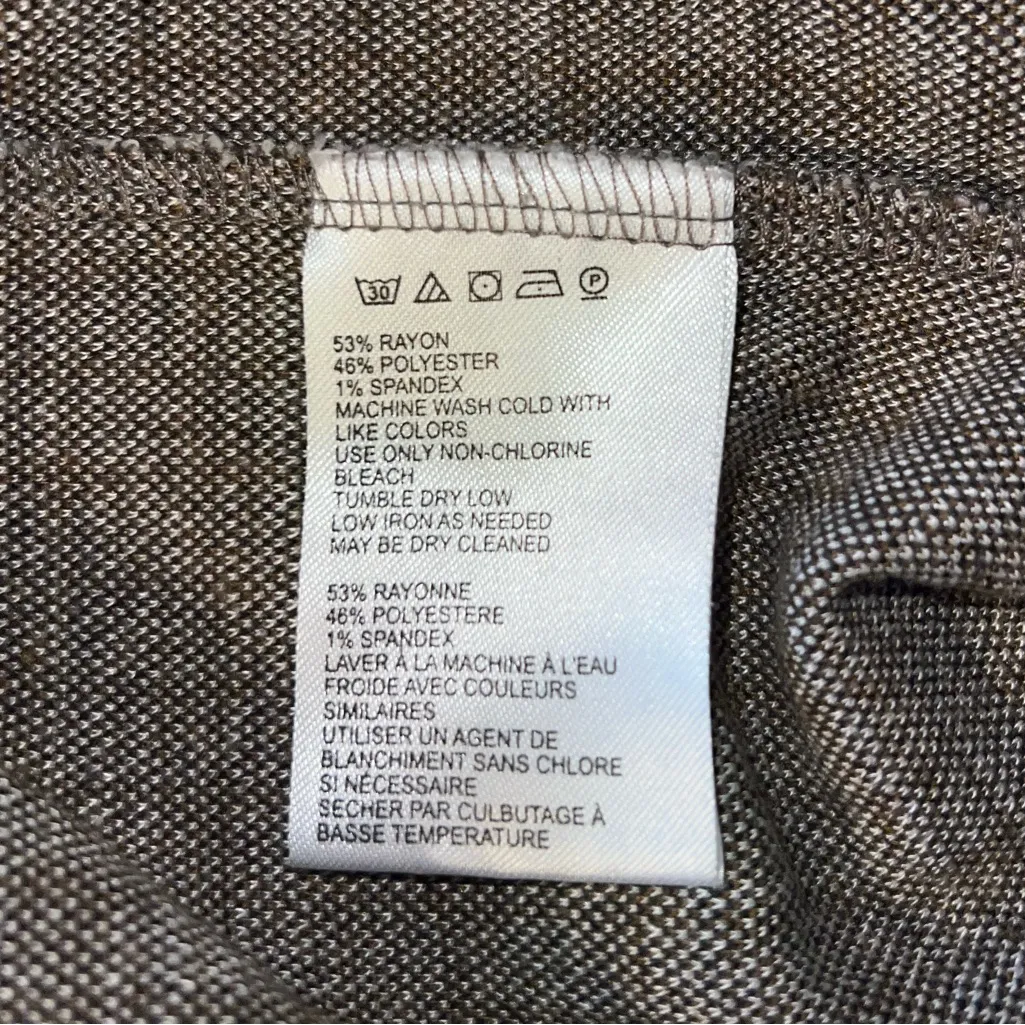 30 P
53% RAYON
46% POLYESTER
1% SPANDEX
MACHINE WASH COLD WITH
LIKE COLORS
USE ONLY NON-CHLORINE
BLEACH
TUMBLE DRY LOW
LOW IRON AS NEEDED
MAY BE DRY CLEANED
53% RAYONNE
46% POLYESTERE
1% SPANDEX
LAVER À LA MACHINE À L'EAU
FROIDE AVEC COULEURS
SIMILAIRES
UTILISER UN AGENT DE
BLANCHIMENT SANS CHLORE
SI NÉCESSAIRE
SÉCHER PAR CULBUTAGE À
BASSE TEMPERATURE